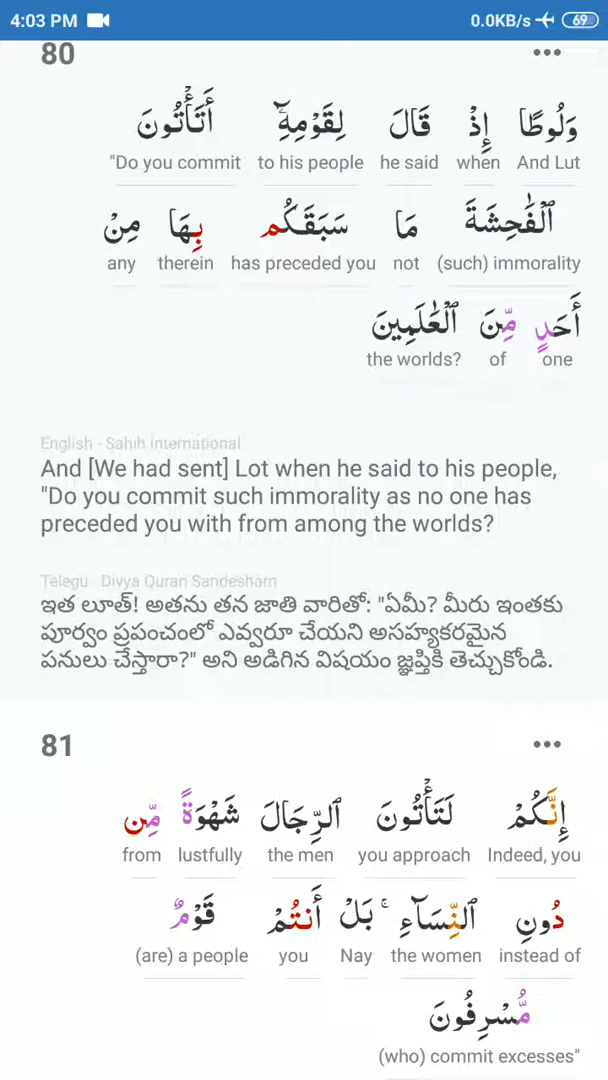 4:03 PM 0.0KB/s 69
80
وَلُوطًا إِذْ قَالَ لِقَوْمِهِۦٓ أَتَأْتُونَ
And Lut when he said to his people "Do you commit
ٱلْفَٰحِشَةَ مَا سَبَقَكُم بِهَا مِنْ
(such) immorality not has preceded you therein any
أَحَدٍ مِّنَ ٱلْعَٰلَمِينَ
one of the worlds?
English - Sahih International
And [We had sent] Lot when he said to his people,
"Do you commit such immorality as no one has
preceded you with from among the worlds?
Telegu Divya Quran Sandesham
ఇత లూత్! అతను తన జాతి వారితో: "ఏమీ? మీరు ఇంతకు
పూర్వం ప్రపంచంలో ఎవ్వరూ చేయని అసహ్యకరమైన
పనులు చేస్తారా?" అని అడిగిన విషయం జ్ఞప్తికి తెచ్చుకోండి.
81
إِنَّكُمْ لَتَأْتُونَ ٱلرِّجَالَ شَهْوَةً مِّن
Indeed, you you approach the men lustfully from
دُونِ ٱلنِّسَآءِ ۚ بَلْ أَنتُمْ قَوْمٌ
instead of the women Nay you (are) a people
مُّسْرِفُونَ
(who) commit excesses"